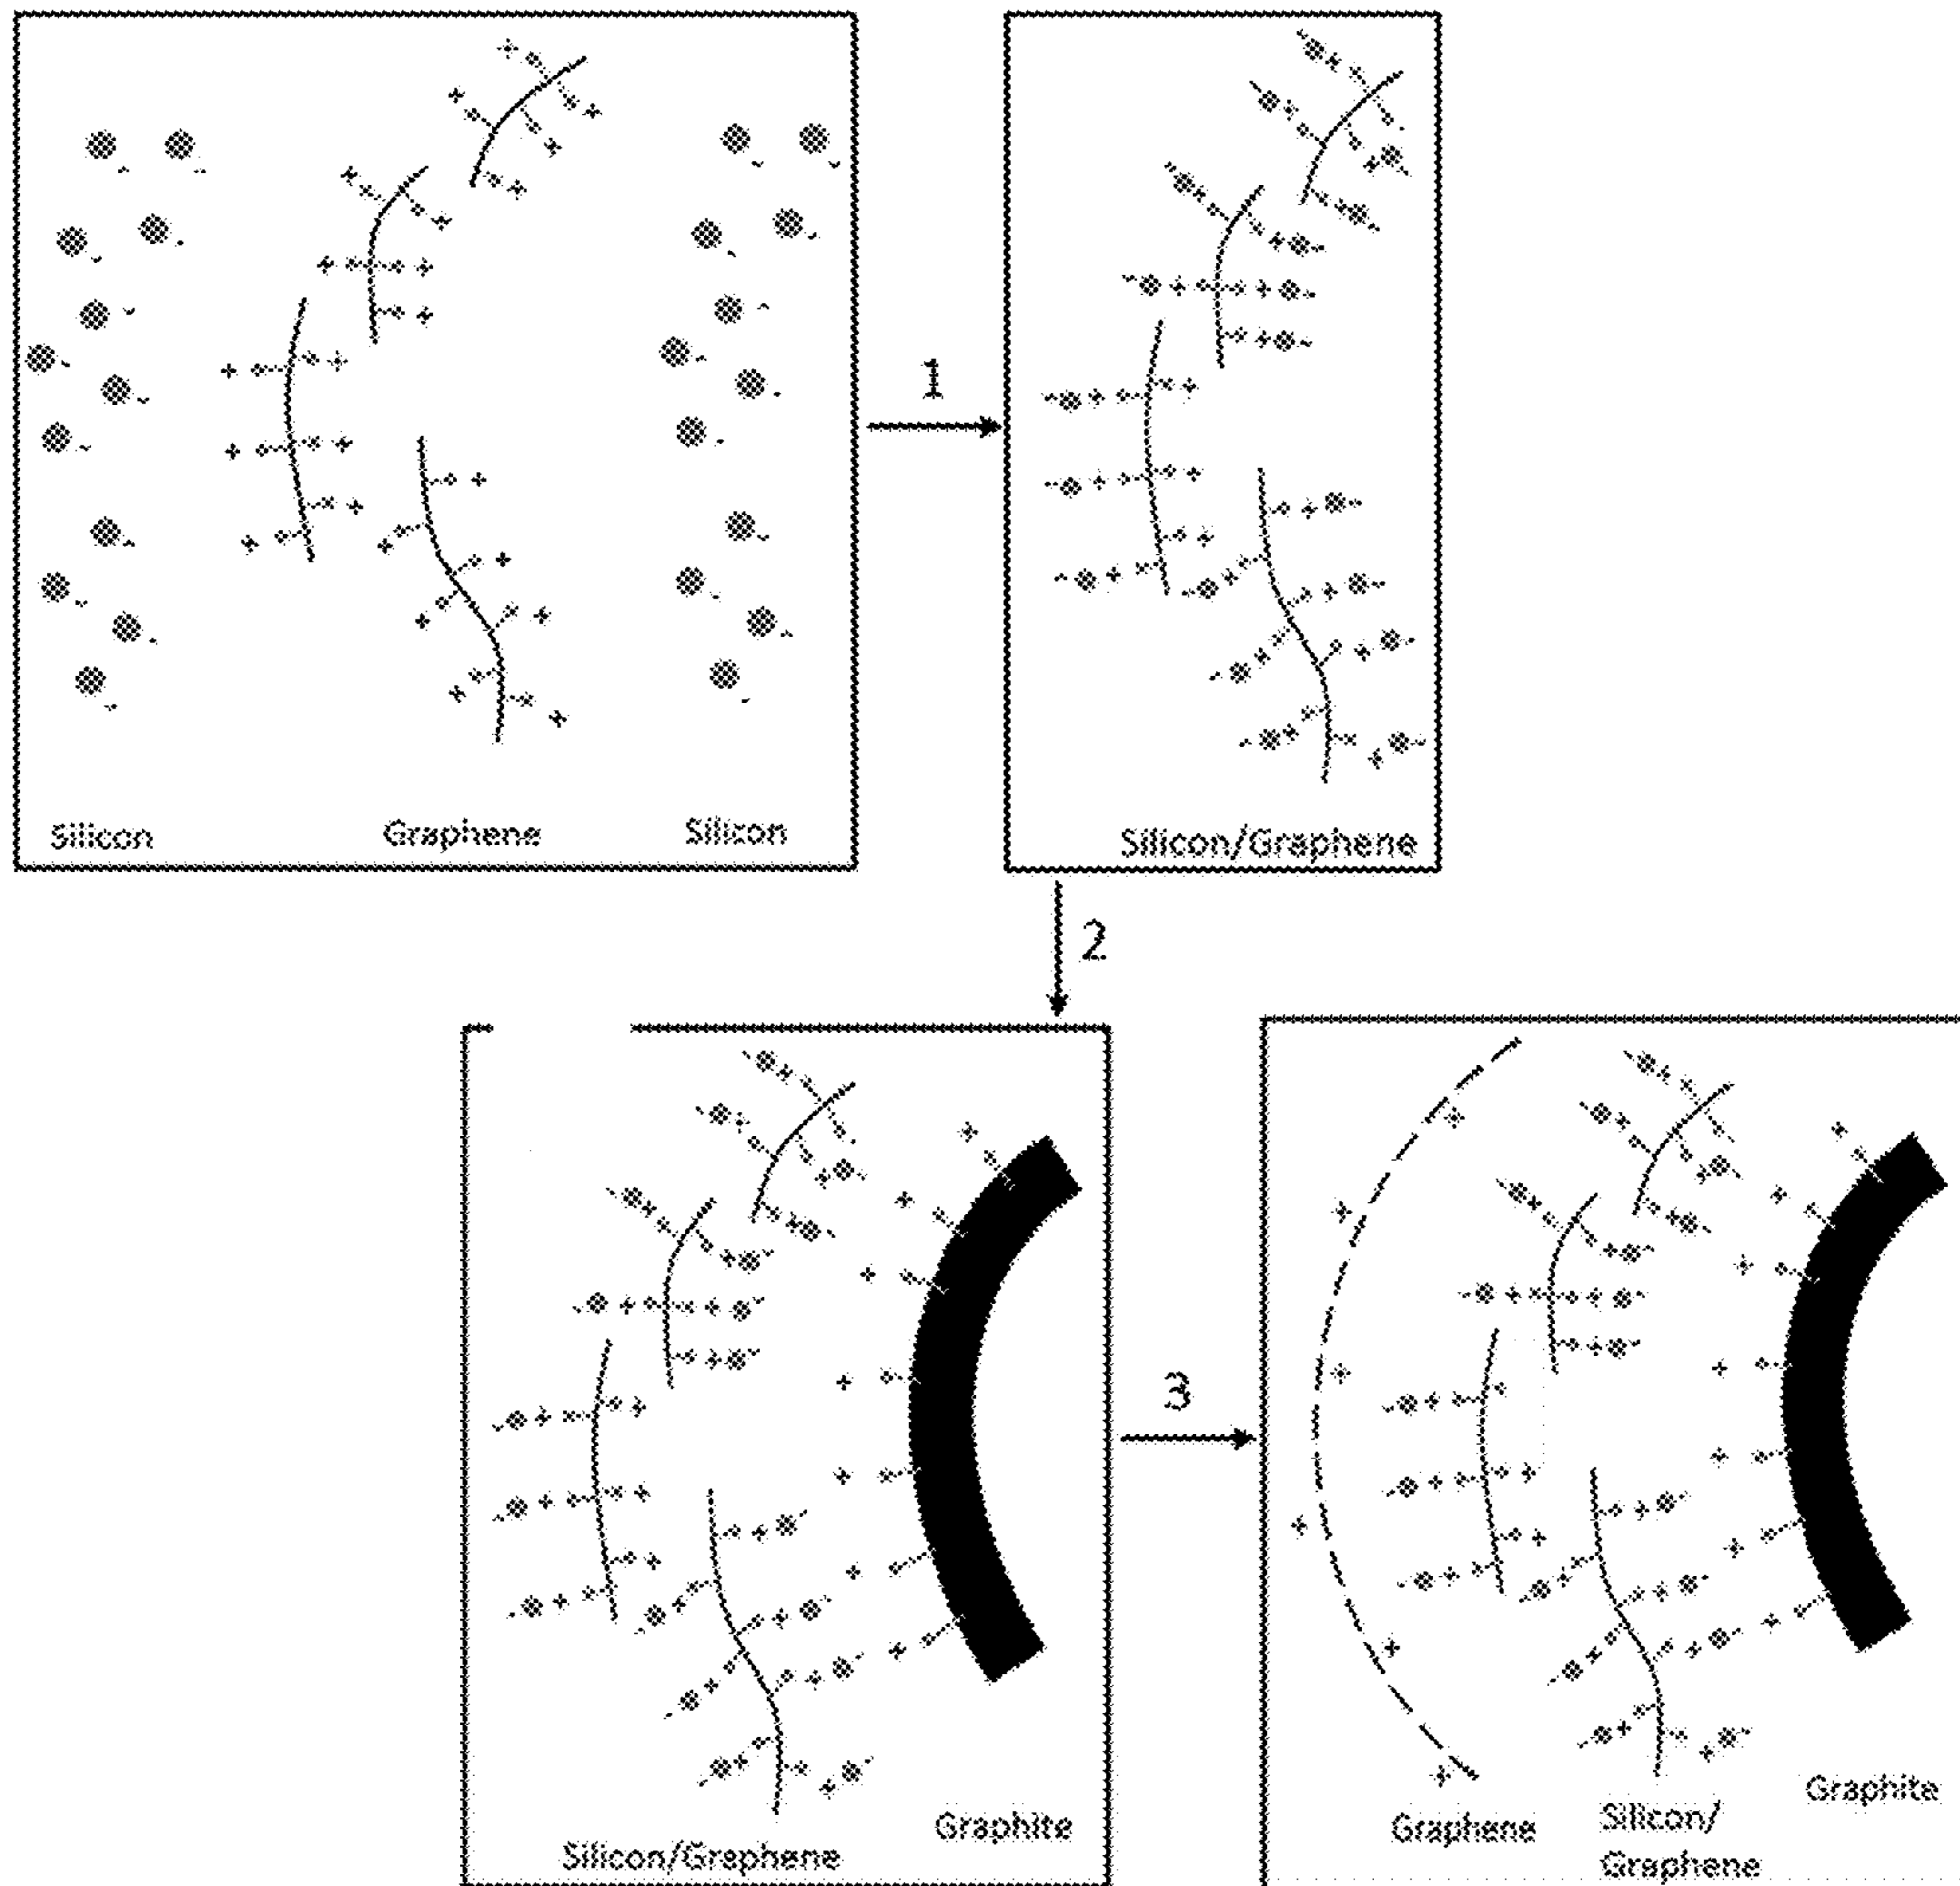 Silicon
Graphene
Silicon
1
Silicon/Graphene
2
Silicon/Graphene
Graphite
3
Graphene
Silicon/
Graphene
Graphite